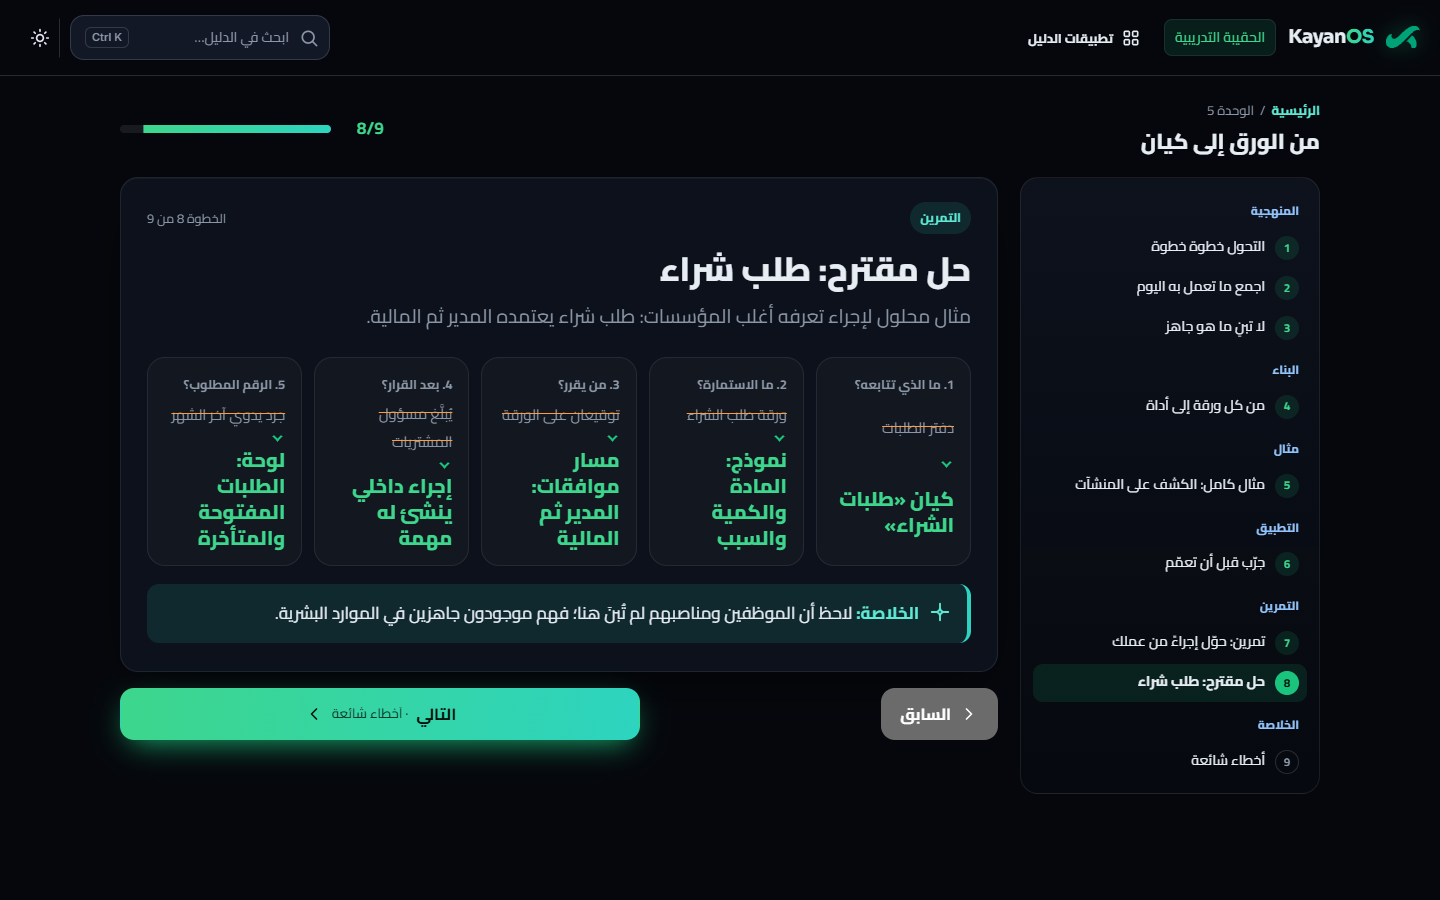 KayanOS
الحقيبة التدريبية
تطبيقات الدليل
ابحث في الدليل...
Ctrl K
الرئيسية / الوحدة 5
من الورق إلى كيان
8/9
المنهجية
1 التحول خطوة خطوة
2 اجمع ما تعمل به اليوم
3 لا تبنِ ما هو جاهز
البناء
4 من كل ورقة إلى أداة
مثال
5 مثال كامل: الكشف على المنشآت
التطبيق
6 جرّب قبل أن تعمّم
التمرين
7 تمرين: حوّل إجراءً من عملك
8 حل مقترح: طلب شراء
الخلاصة
9 أخطاء شائعة
التمرين
الخطوة 8 من 9
حل مقترح: طلب شراء
مثال محلول لإجراء تعرفه أغلب المؤسسات: طلب شراء يعتمده المدير ثم المالية.
1. ما الذي تتابعه؟
دفتر الطلبات
كيان «طلبات
الشراء»
2. ما الاستمارة؟
ورقة طلب الشراء
نموذج:
المادة
والكمية
والسبب
3. من يقرر؟
توقيعان على الورقة
مسار
موافقات:
المدير ثم
المالية
4. بعد القرار؟
يُبلَّغ مسؤول
المشتريات
إجراء داخلي
ينشئ له
مهمة
5. الرقم المطلوب؟
جرد يدوي آخر الشهر
لوحة:
الطلبات
المفتوحة
والمتأخرة
الخلاصة: لاحظ أن الموظفين ومناصبهم لم تُبنَ هنا؛ فهم موجودون جاهزين في الموارد البشرية.
السابق
التالي · أخطاء شائعة